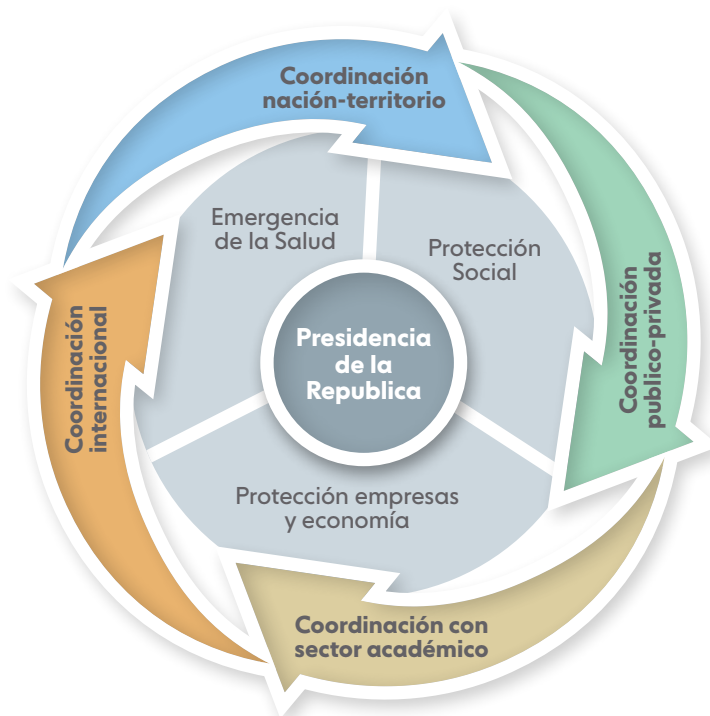 Coordinación
nación-territorio
Emergencia
de la Salud
Protección
Social
Coordinación
publico-privada
Presidencia
de la
Republica
Coordinación
internacional
Protección empresas
y economía
Coordinación con
sector académico